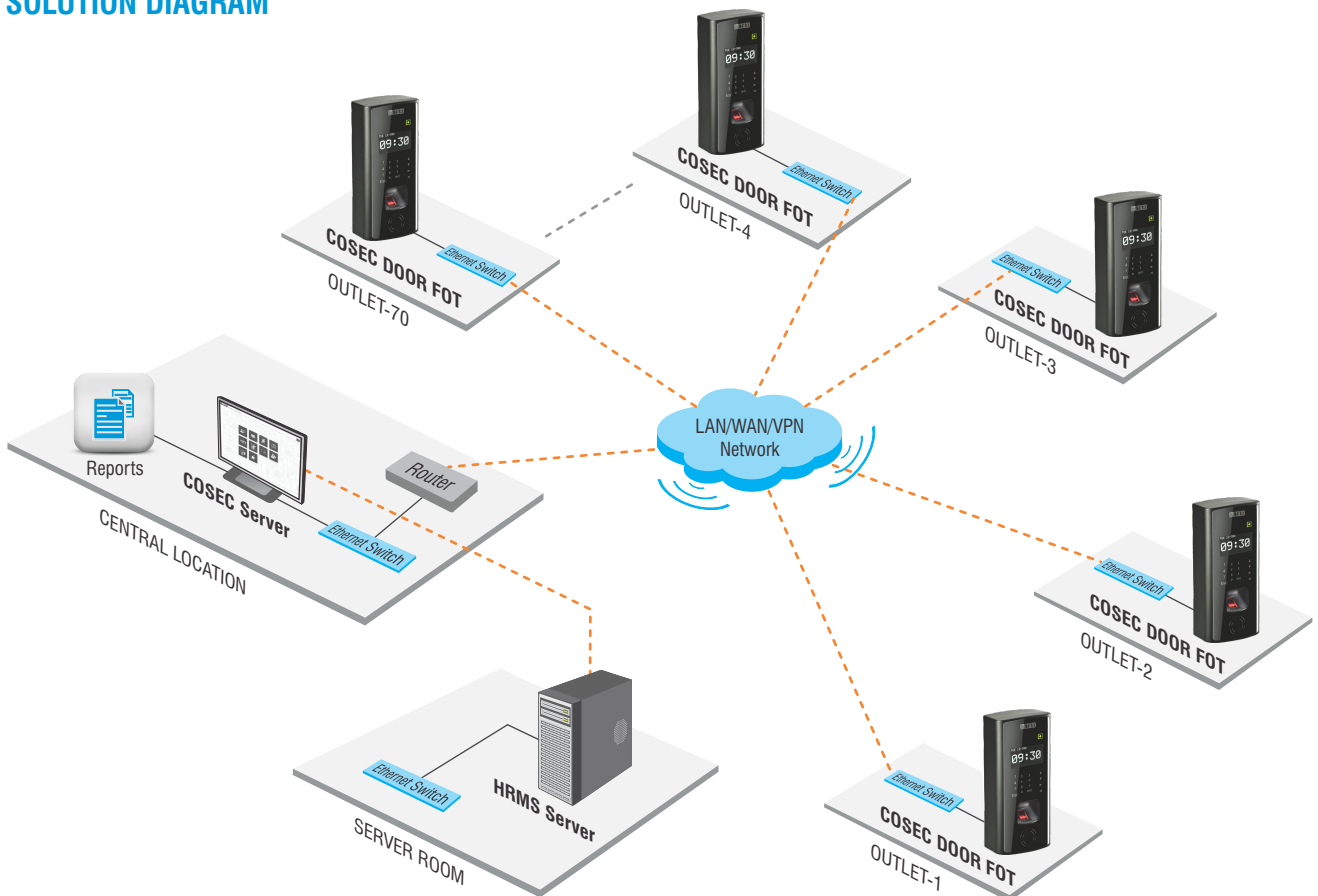 SOLUTION DIAGRAM
09:30
COSEC DOOR FOT
Ethernet Switch
OUTLET-4
09:30
COSEC DOOR FOT
Ethernet Switch
OUTLET-70
09:30
Ethernet Switch
COSEC DOOR FOT
OUTLET-3
LAN/WAN/VPN
Network
Reports
COSEC Server
Router
Ethernet Switch
CENTRAL LOCATION
09:30
Ethernet Switch
COSEC DOOR FOT
OUTLET-2
Ethernet Switch
HRMS Server
SERVER ROOM
09:30
Ethernet Switch
COSEC DOOR FOT
OUTLET-1